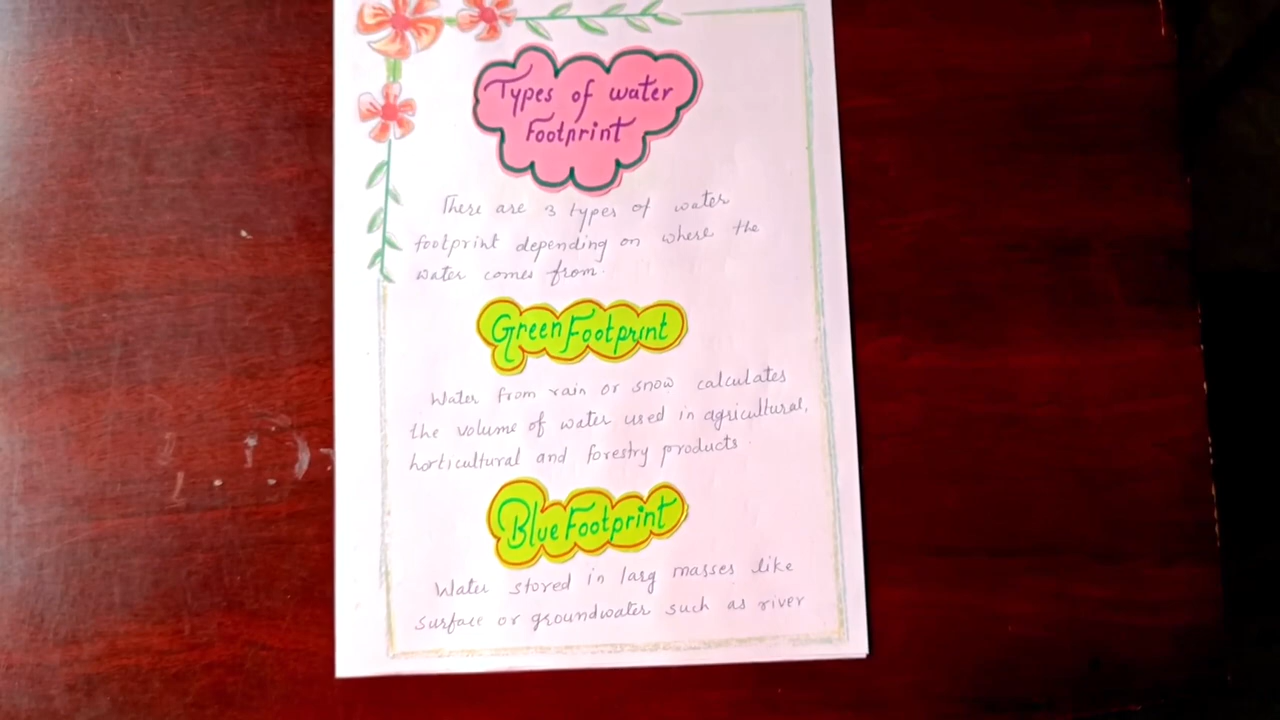 Types of water
Footprint
There are 3 types of water
footprint depending on where the
water comes from.
Green Footprint
Water from rain or snow calculates
the volume of water used in agricultural,
horticultural and forestry products.
Blue Footprint
Water stored in larg masses like
surface or groundwater such as river